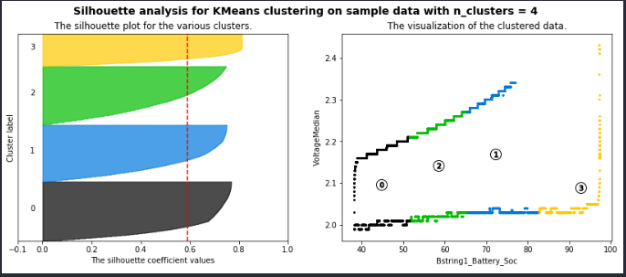 Silhouette analysis for KMeans clustering on sample data with n_clusters = 4
The silhouette plot for the various clusters.
Cluster label
3
2
1
0
−0.1 0.0 0.2 0.4 0.6 0.8 1.0
The silhouette coefficient values
The visualization of the clustered data.
VoltageMedian
2.4
2.3
2.2
2.1
2.0
0 2 1 3
40 50 60 70 80 90 100
Bstring1_Battery_Soc